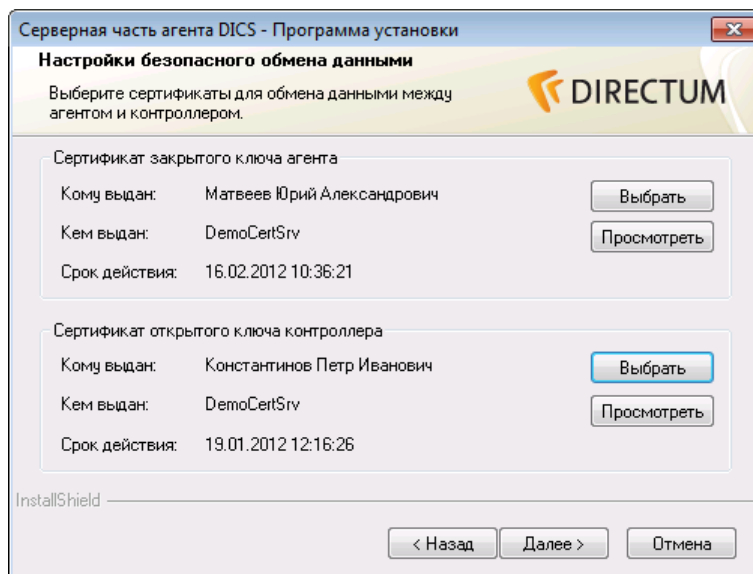 Серверная часть агента DICS - Программа установки
Настройки безопасного обмена данными
Выберите сертификаты для обмена данными между
агентом и контроллером.
DIRECTUM
Сертификат закрытого ключа агента
Кому выдан: Матвеев Юрий Александрович Выбрать
Кем выдан: DemoCertSrv Просмотреть
Срок действия: 16.02.2012 10:36:21
Сертификат открытого ключа контроллера
Кому выдан: Константинов Петр Иванович Выбрать
Кем выдан: DemoCertSrv Просмотреть
Срок действия: 19.01.2012 12:16:26
InstallShield
< Назад Далее > Отмена